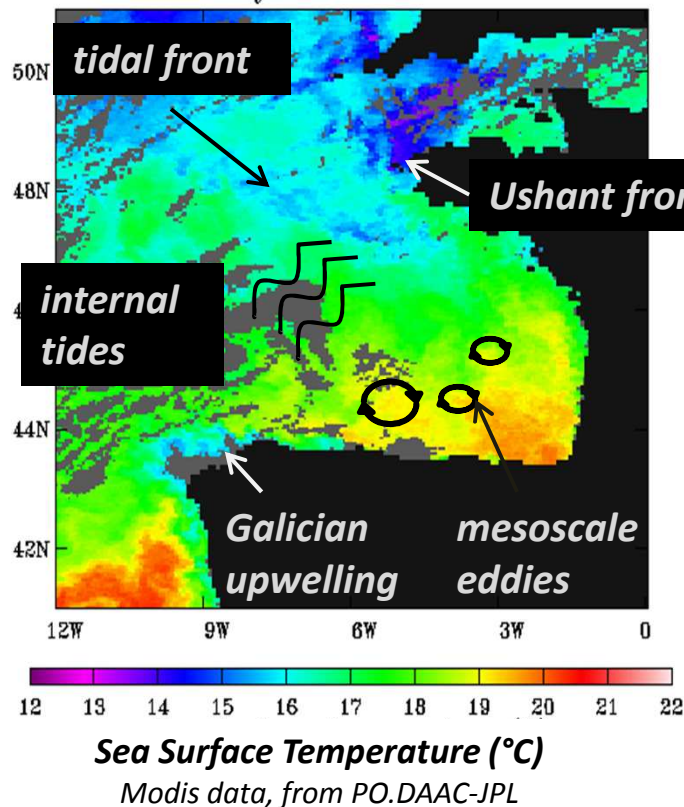 50N
tidal front
48N
Ushant fron
internal
tides
44N
Galician
upwelling
mesoscale
eddies
42N
12W 9W 6W 3W 0
12 13 14 15 16 17 18 19 20 21 22
Sea Surface Temperature (°C)
Modis data, from PO.DAAC-JPL